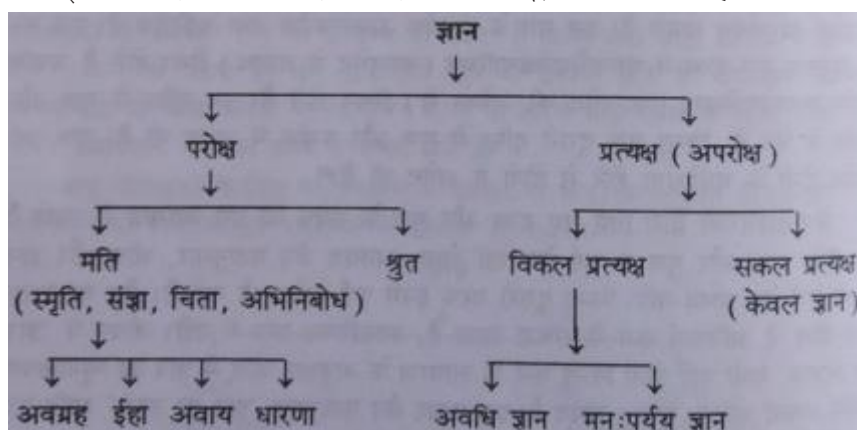 ज्ञान
परोक्ष प्रत्यक्ष ( अपरोक्ष )
मति श्रुत विकल प्रत्यक्ष सकल प्रत्यक्ष
( स्मृति, संज्ञा, चिंता, अभिनिबोध ) ( केवल ज्ञान )
अवग्रह ईहा अवाय धारणा अवधि ज्ञान मनःपर्यय ज्ञान